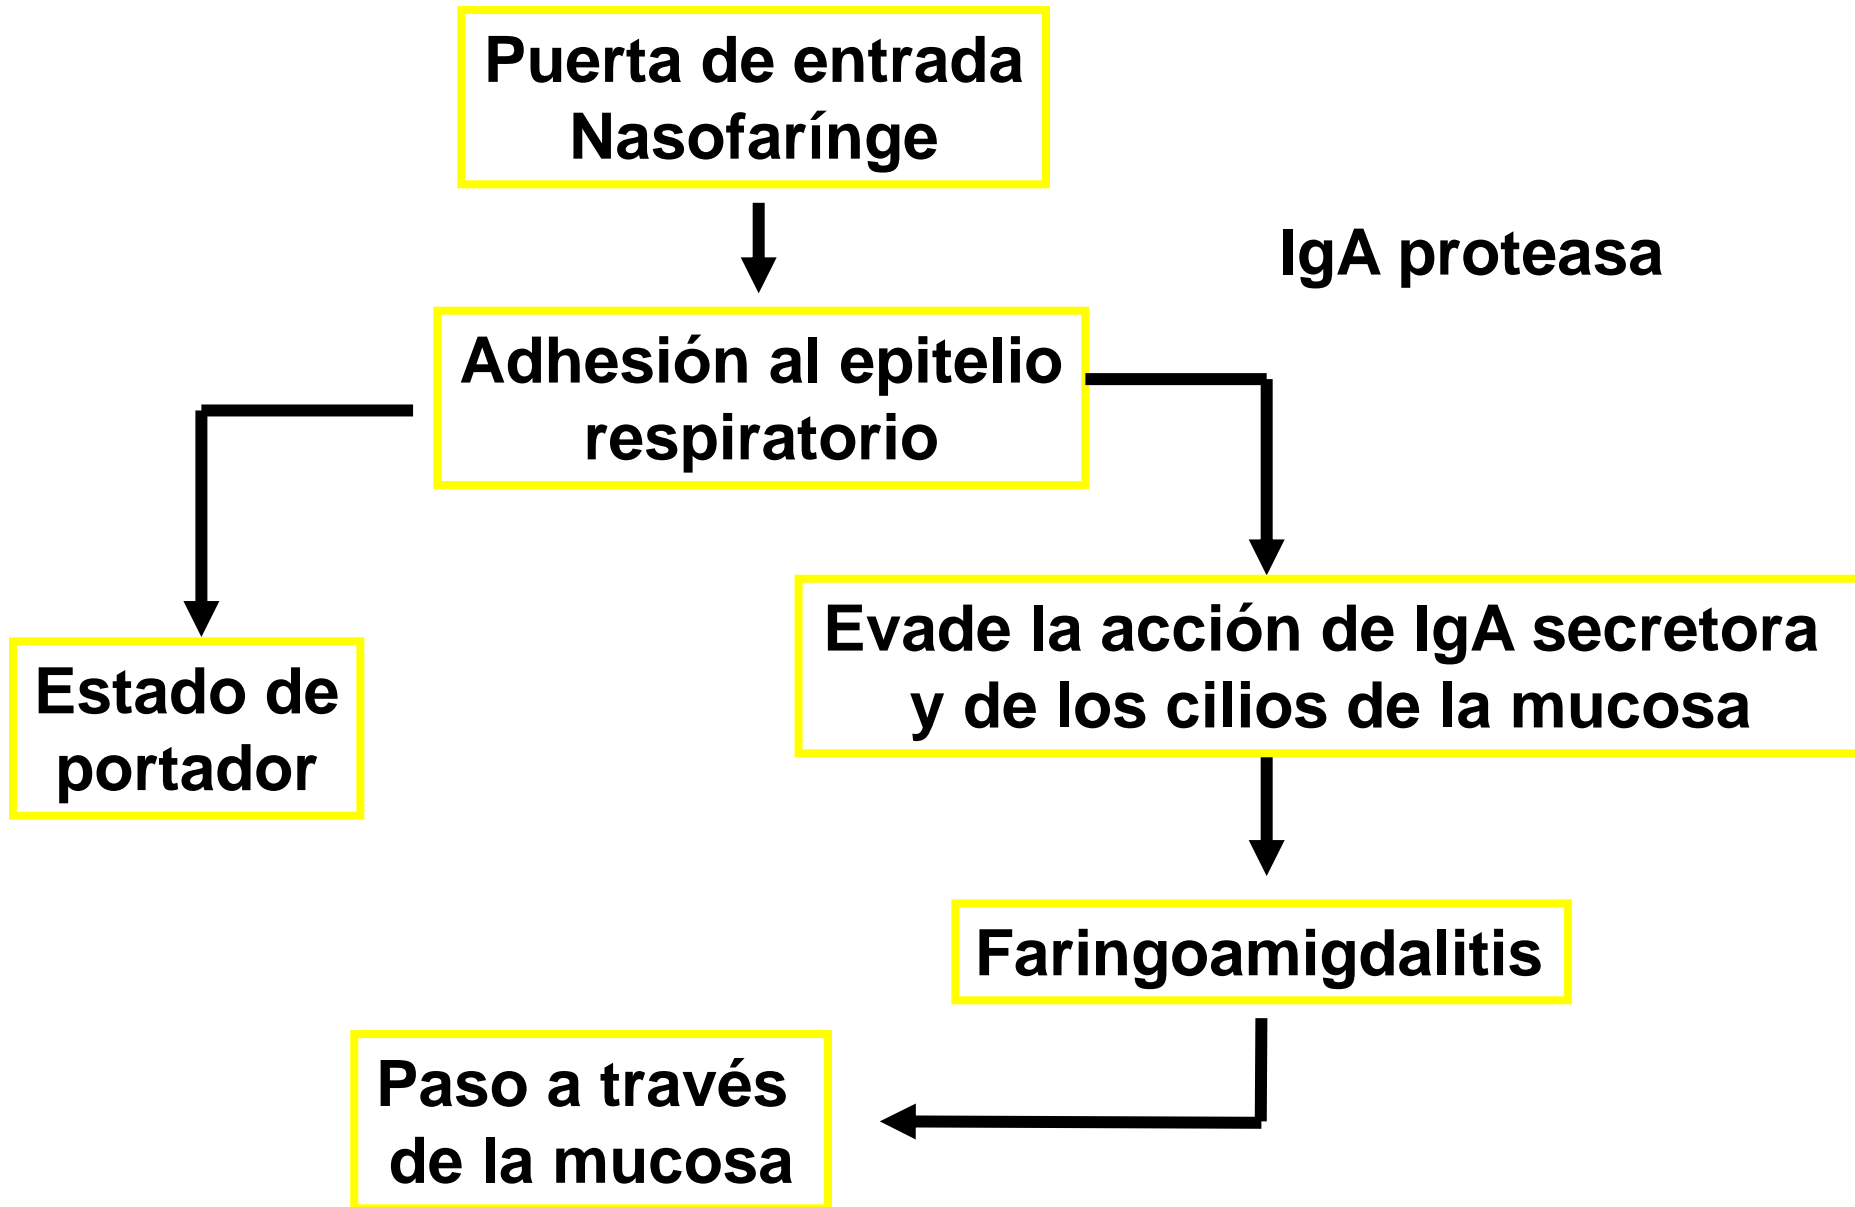 Puerta de entrada
Nasofarínge
IgA proteasa
Adhesión al epitelio
respiratorio
Evade la acción de IgA secretora
y de los cilios de la mucosa
Estado de
portador
Faringoamigdalitis
Paso a través
de la mucosa